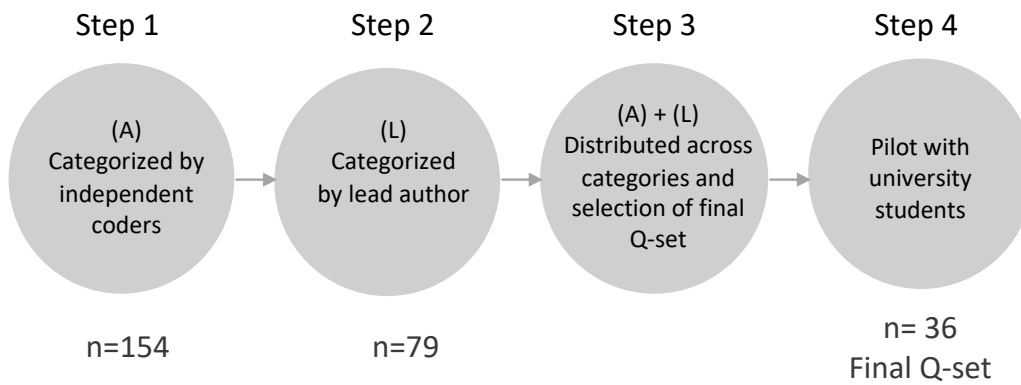 Step 1
(A)
Categorized by
independent
coders
n=154
Step 2
(L)
Categorized
by lead author
n=79
Step 3
(A) + (L)
Distributed across
categories and
selection of final
Q-set
Step 4
Pilot with
university
students
n= 36
Final Q-set